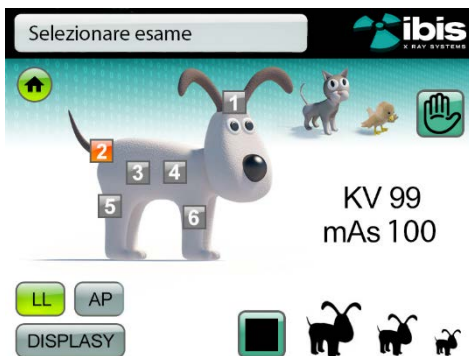 Selezionare esame
ibis
X RAY SYSTEMS
1
2
3
4
5
6
KV 99
mAs 100
LL
AP
DISPLASY